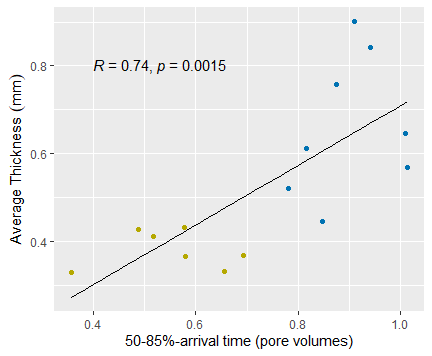 R = 0.74, p = 0.0015
Average Thickness (mm)
0.8
0.6
0.4
0.4 0.6 0.8 1.0
50-85%-arrival time (pore volumes)